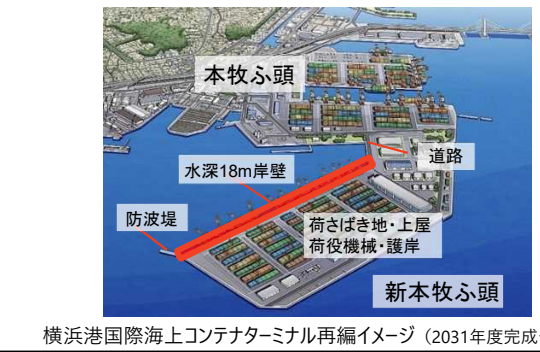 本牧ふ頭
道路
水深18m岸壁
防波堤
荷さばき地・上屋
荷役機械・護岸
新本牧ふ頭
横浜港国際海上コンテナターミナル再編イメージ（2031年度完成